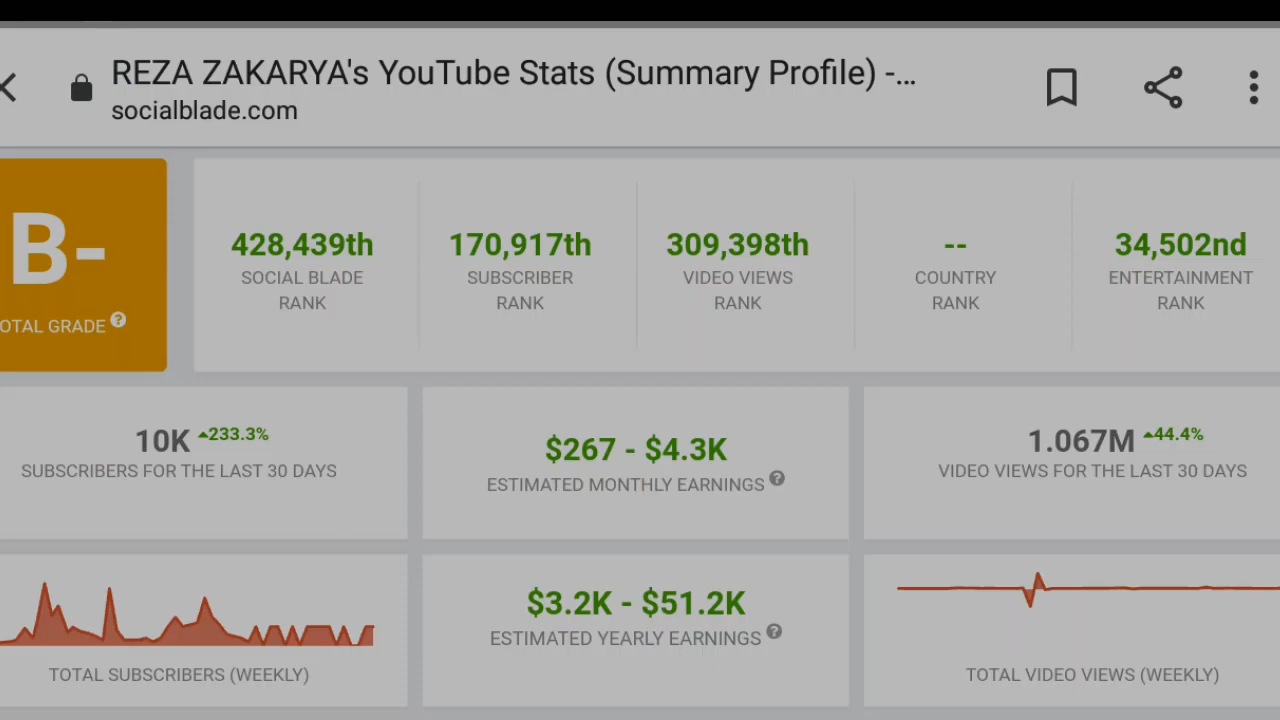 REZA ZAKARYA's YouTube Stats (Summary Profile) -...
socialblade.com
B-
OTAL GRADE ?
428,439th
SOCIAL BLADE
RANK
170,917th
SUBSCRIBER
RANK
309,398th
VIDEO VIEWS
RANK
--
COUNTRY
RANK
34,502nd
ENTERTAINMENT
RANK
10K 233.3%
SUBSCRIBERS FOR THE LAST 30 DAYS
$267 - $4.3K
ESTIMATED MONTHLY EARNINGS ?
1.067M 44.4%
VIDEO VIEWS FOR THE LAST 30 DAYS
TOTAL SUBSCRIBERS (WEEKLY)
$3.2K - $51.2K
ESTIMATED YEARLY EARNINGS ?
TOTAL VIDEO VIEWS (WEEKLY)